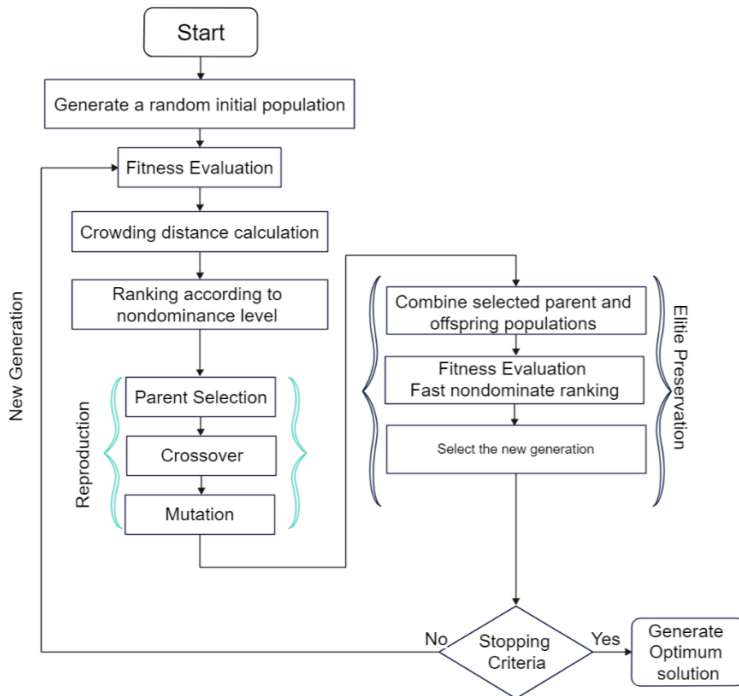 Start
Generate a random initial population
Fitness Evaluation
Crowding distance calculation
Ranking according to
nondominance level
Parent Selection
Crossover
Mutation
Reproduction
New Generation
Combine selected parent and
offspring populations
Fitness Evaluation
Fast nondominate ranking
Select the new generation
Elitie Preservation
Stopping
Criteria
No
Yes
Generate
Optimum
solution